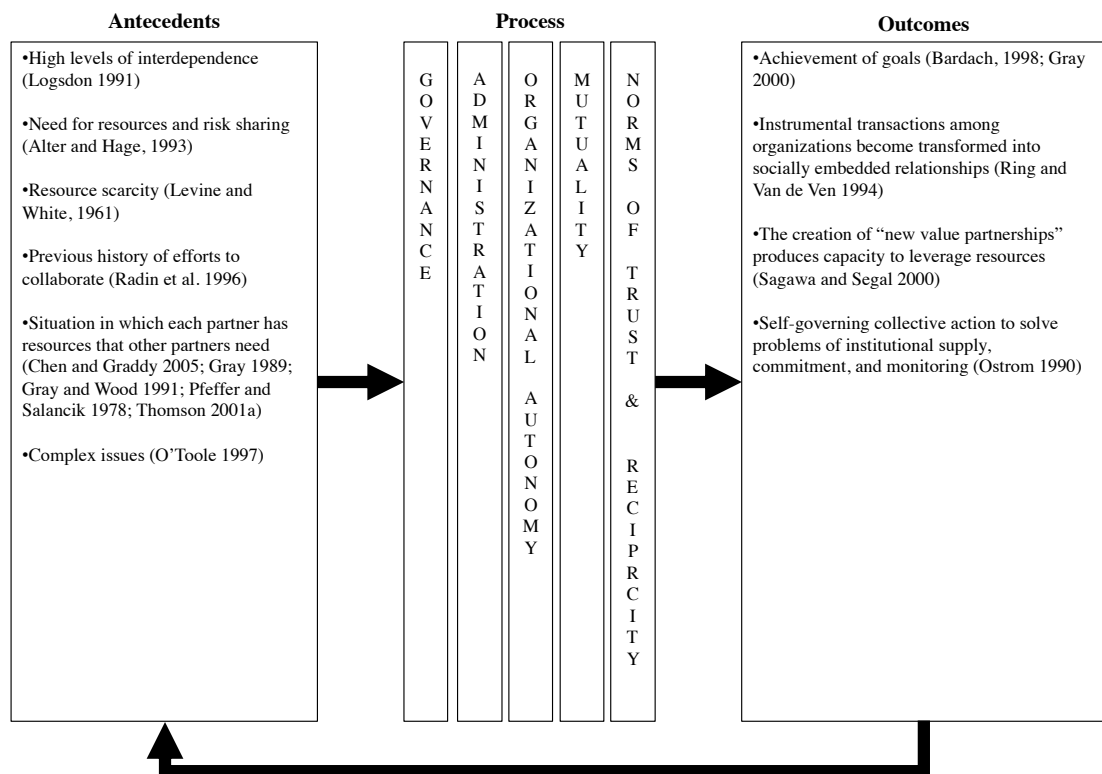 Antecedents
•High levels of interdependence
(Logsdon 1991)
•Need for resources and risk sharing
(Alter and Hage, 1993)
•Resource scarcity (Levine and
White, 1961)
•Previous history of efforts to
collaborate (Radin et al. 1996)
•Situation in which each partner has
resources that other partners need
(Chen and Graddy 2005; Gray 1989;
Gray and Wood 1991; Pfeffer and
Salancik 1978; Thomson 2001a)
•Complex issues (O’Toole 1997)
Process
GOVERNANCE
ADMINISTRATION
ORGANIZATIONAL AUTONOMY
MUTUALITY
NORMS OF TRUST & RECIPRCITY
Outcomes
•Achievement of goals (Bardach, 1998; Gray
2000)
•Instrumental transactions among
organizations become transformed into
socially embedded relationships (Ring and
Van de Ven 1994)
•The creation of “new value partnerships”
produces capacity to leverage resources
(Sagawa and Segal 2000)
•Self-governing collective action to solve
problems of institutional supply,
commitment, and monitoring (Ostrom 1990)